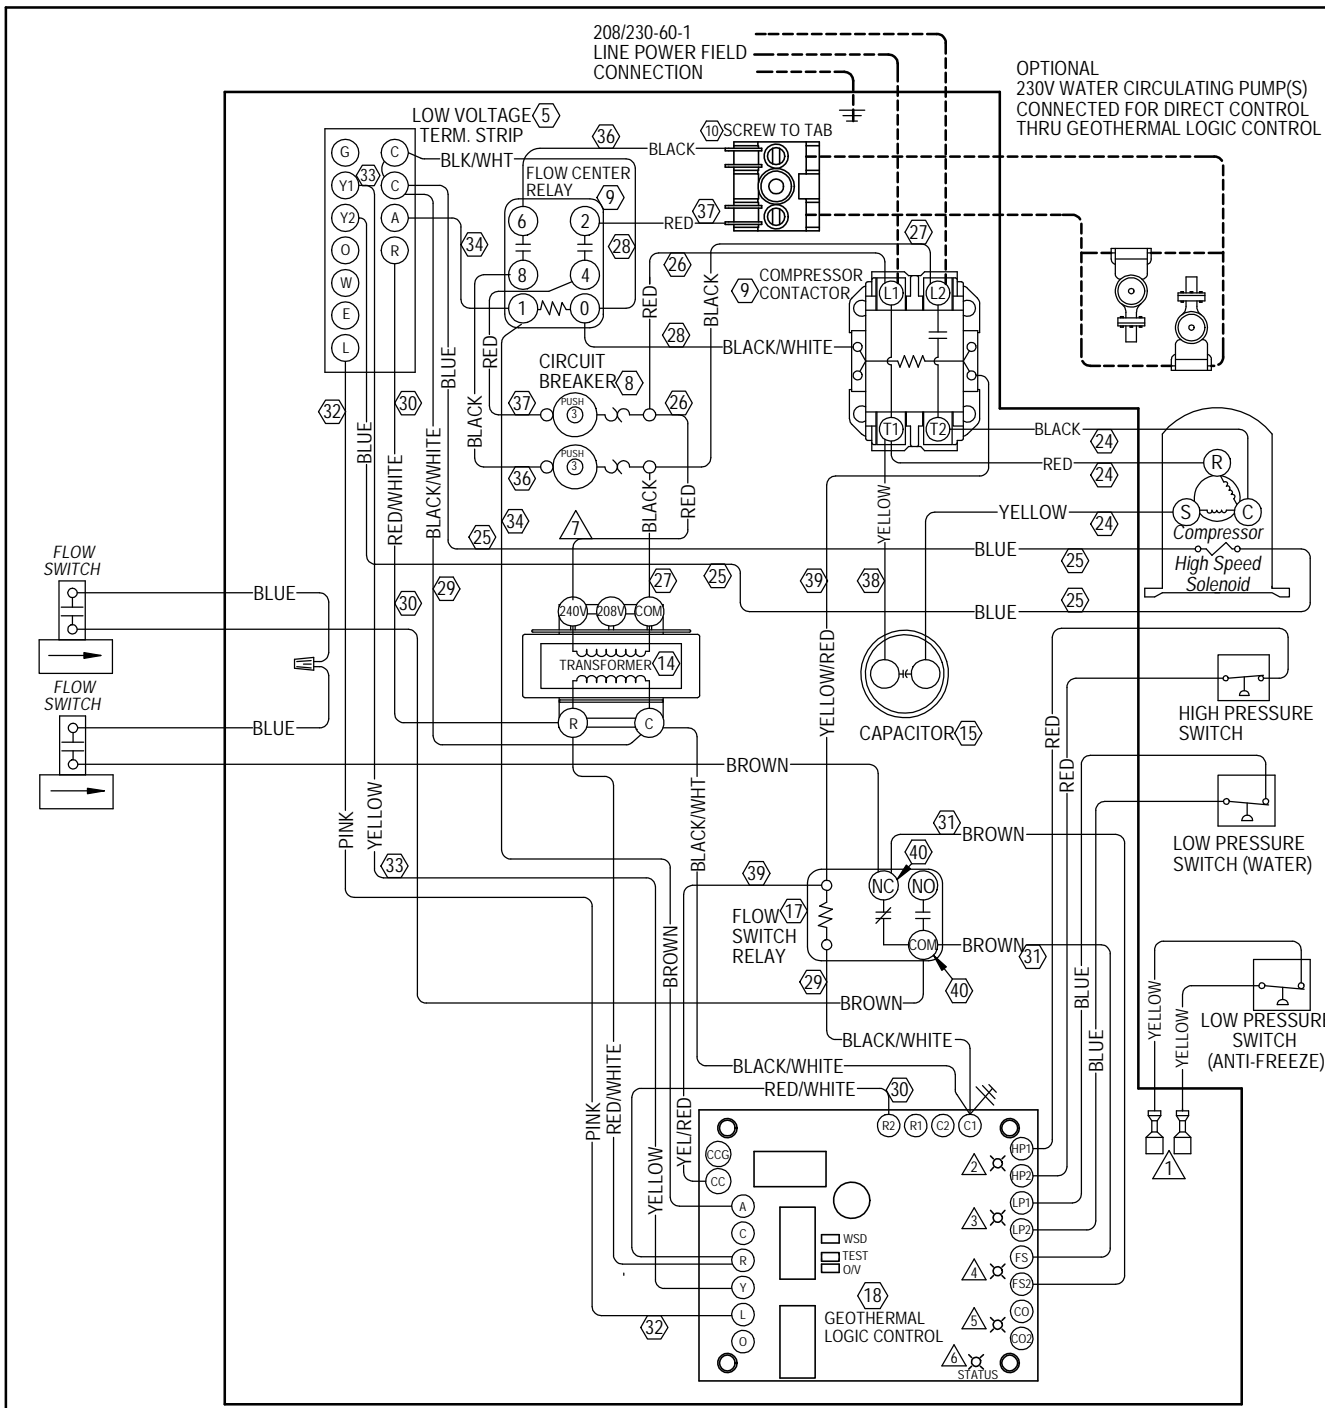 208/230-60-1
LINE POWER FIELD
CONNECTION
OPTIONAL
230V WATER CIRCULATING PUMP(S)
CONNECTED FOR DIRECT CONTROL
THRU GEOTHERMAL LOGIC CONTROL
LOW VOLTAGE 5
TERM. STRIP
G C
Y1 33 C
Y2 A
O R
W
E
L
BLK/WHT
36 BLACK
10 SCREW TO TAB
FLOW CENTER
RELAY 9
6 2
8 4
1 0
34
28
RED 37
26
27
RED
BLACK
9 COMPRESSOR
CONTACTOR
L1 L2
T1 T2
28
BLACK/WHITE
CIRCUIT
BREAKER 8
PUSH
3
PUSH
3
37
36
26
RED
BLACK
BLUE
32
30
BLUE
RED/WHITE
BLACK/WHITE
25
34
29
30
BLACK
RED
7
27
25
BLACK 24
RED 24
YELLOW 24
R
S C
Compressor
High Speed
Solenoid
BLUE 25
BLUE 25
YELLOW
38
39
YELLOW/RED
CAPACITOR 15
FLOW
SWITCH
BLUE
FLOW
SWITCH
BLUE
240V 208V COM
TRANSFORMER 14
R C
BROWN
PINK
YELLOW
33
BLACK/WHT
RED
RED
HIGH PRESSURE
SWITCH
LOW PRESSURE
SWITCH (WATER)
BLUE
BLUE
YELLOW
YELLOW
LOW PRESSURE
SWITCH
(ANTI-FREEZE)
1
31 BROWN
40
39
NC NO
COM
FLOW 17
SWITCH
RELAY
BROWN 31
40
29
BROWN
BROWN
BLACK/WHITE
BLACK/WHITE
RED/WHITE 30
PINK
RED/WHITE
YELLOW
YEL/RED
R2 R1 C2 C1
CCG
CC
A
C
R
Y
L
O
32
WSD
TEST
O/V
18
GEOTHERMAL
LOGIC CONTROL
2
3
4
5
6
STATUS
HP1
HP2
LP1
LP2
FS
FS2
CO
CO2